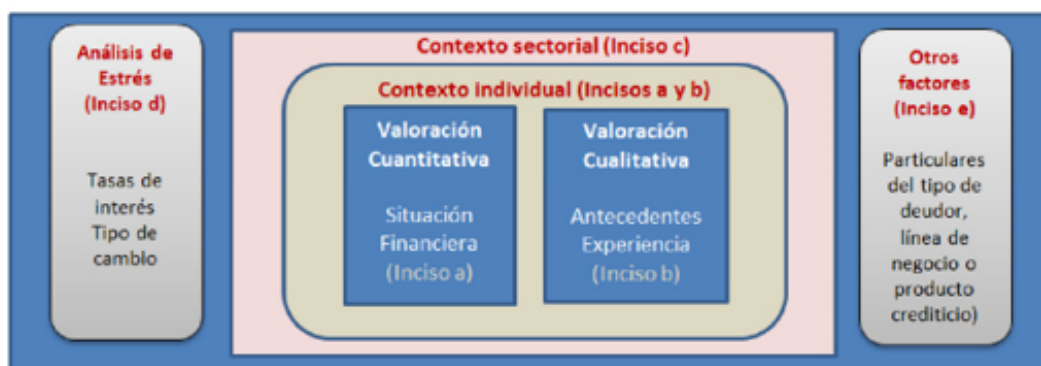 Análisis de
Estrés
(Inciso d)
Tasas de
interés
Tipo de
cambio
Contexto sectorial (Inciso c)
Contexto individual (Incisos a y b)
Valoración
Cuantitativa
Situación
Financiera
(Inciso a)
Valoración
Cualitativa
Antecedentes
Experiencia
(Inciso b)
Otros
factores
(Inciso e)
Particulares
del tipo de
deudor,
línea de
negocio o
producto
crediticio)